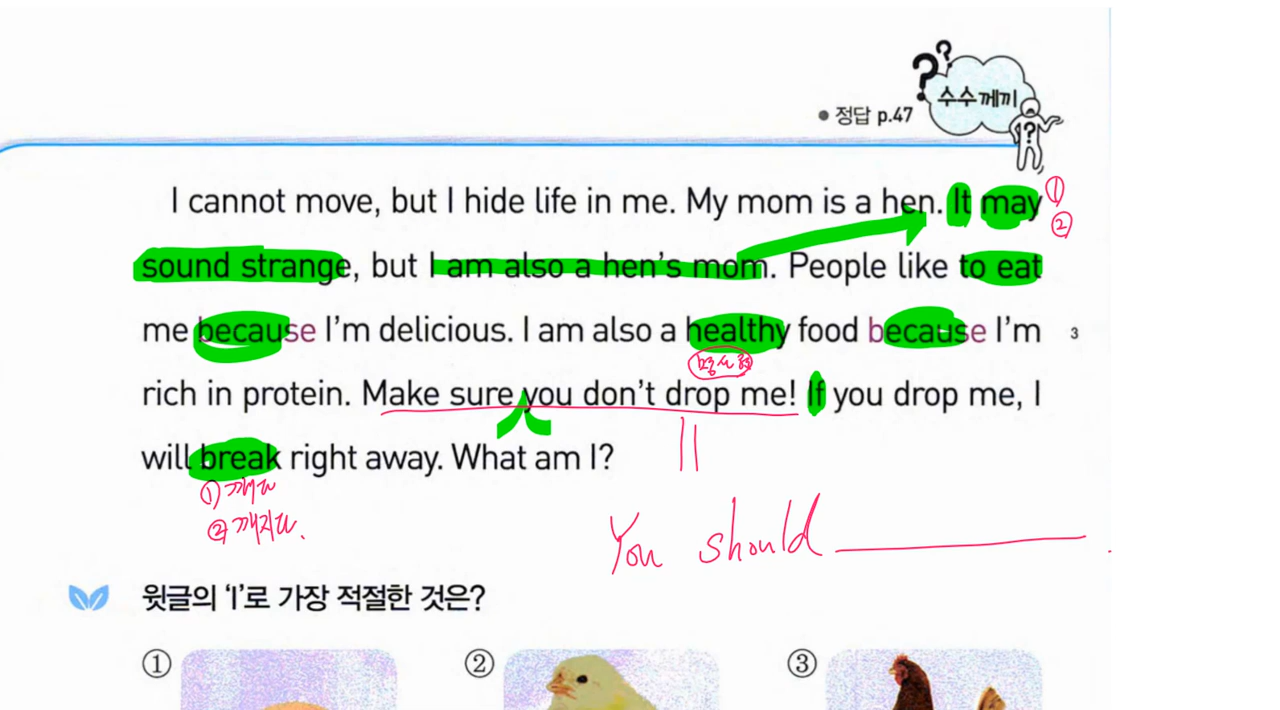 수수께끼
● 정답 p.47
I cannot move, but I hide life in me. My mom is a hen. It may ①
②
sound strange, but I am also a hen's mom. People like to eat
me because I'm delicious. I am also a healthy food because I'm 3
rich in protein. Make sure you don't drop me! If you drop me, I
will break right away. What am I?
① 깨다
② 깨지다.
You should
윗글의 'I'로 가장 적절한 것은?
① ② ③